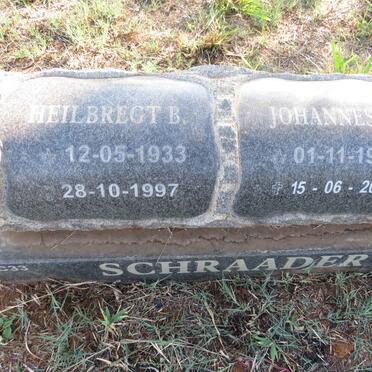 HEILBREGT B.
☆ 12-05-1933
28-10-1997
JOHANNES
☆ 01-11-19
✝ 15-06-20
SCHRAADER